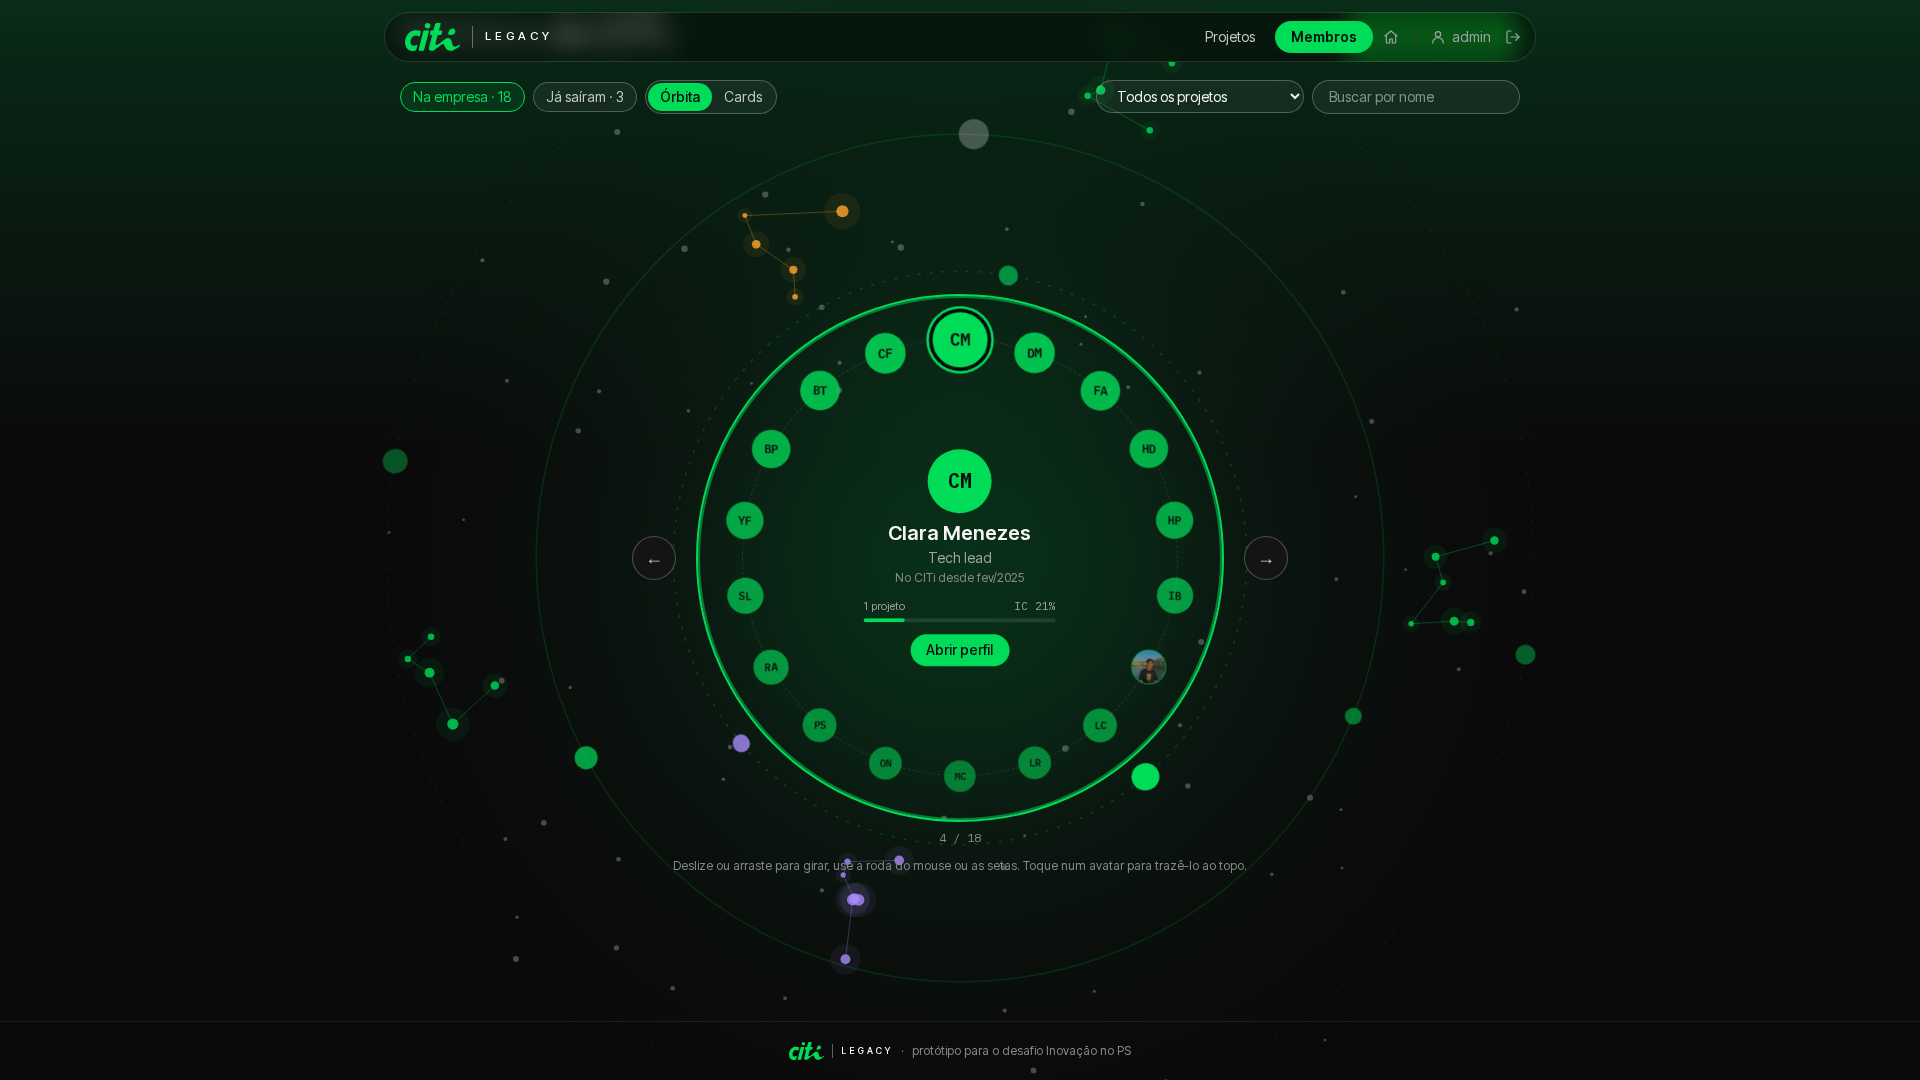 citi LEGACY
Projetos Membros admin
Na empresa · 18 Já saíram · 3 Órbita Cards Todos os projetos Buscar por nome
CM
CF DM
BT FA
BP HD
YF HP
SL IB
RA
PS LC
ON LR
MC
CM
Clara Menezes
Tech lead
No CITi desde fev/2025
1 projeto IC 21%
Abrir perfil
← →
4 / 18
Deslize ou arraste para girar, use a roda do mouse ou as setas. Toque num avatar para trazê-lo ao topo.
citi LEGACY · protótipo para o desafio Inovação no PS